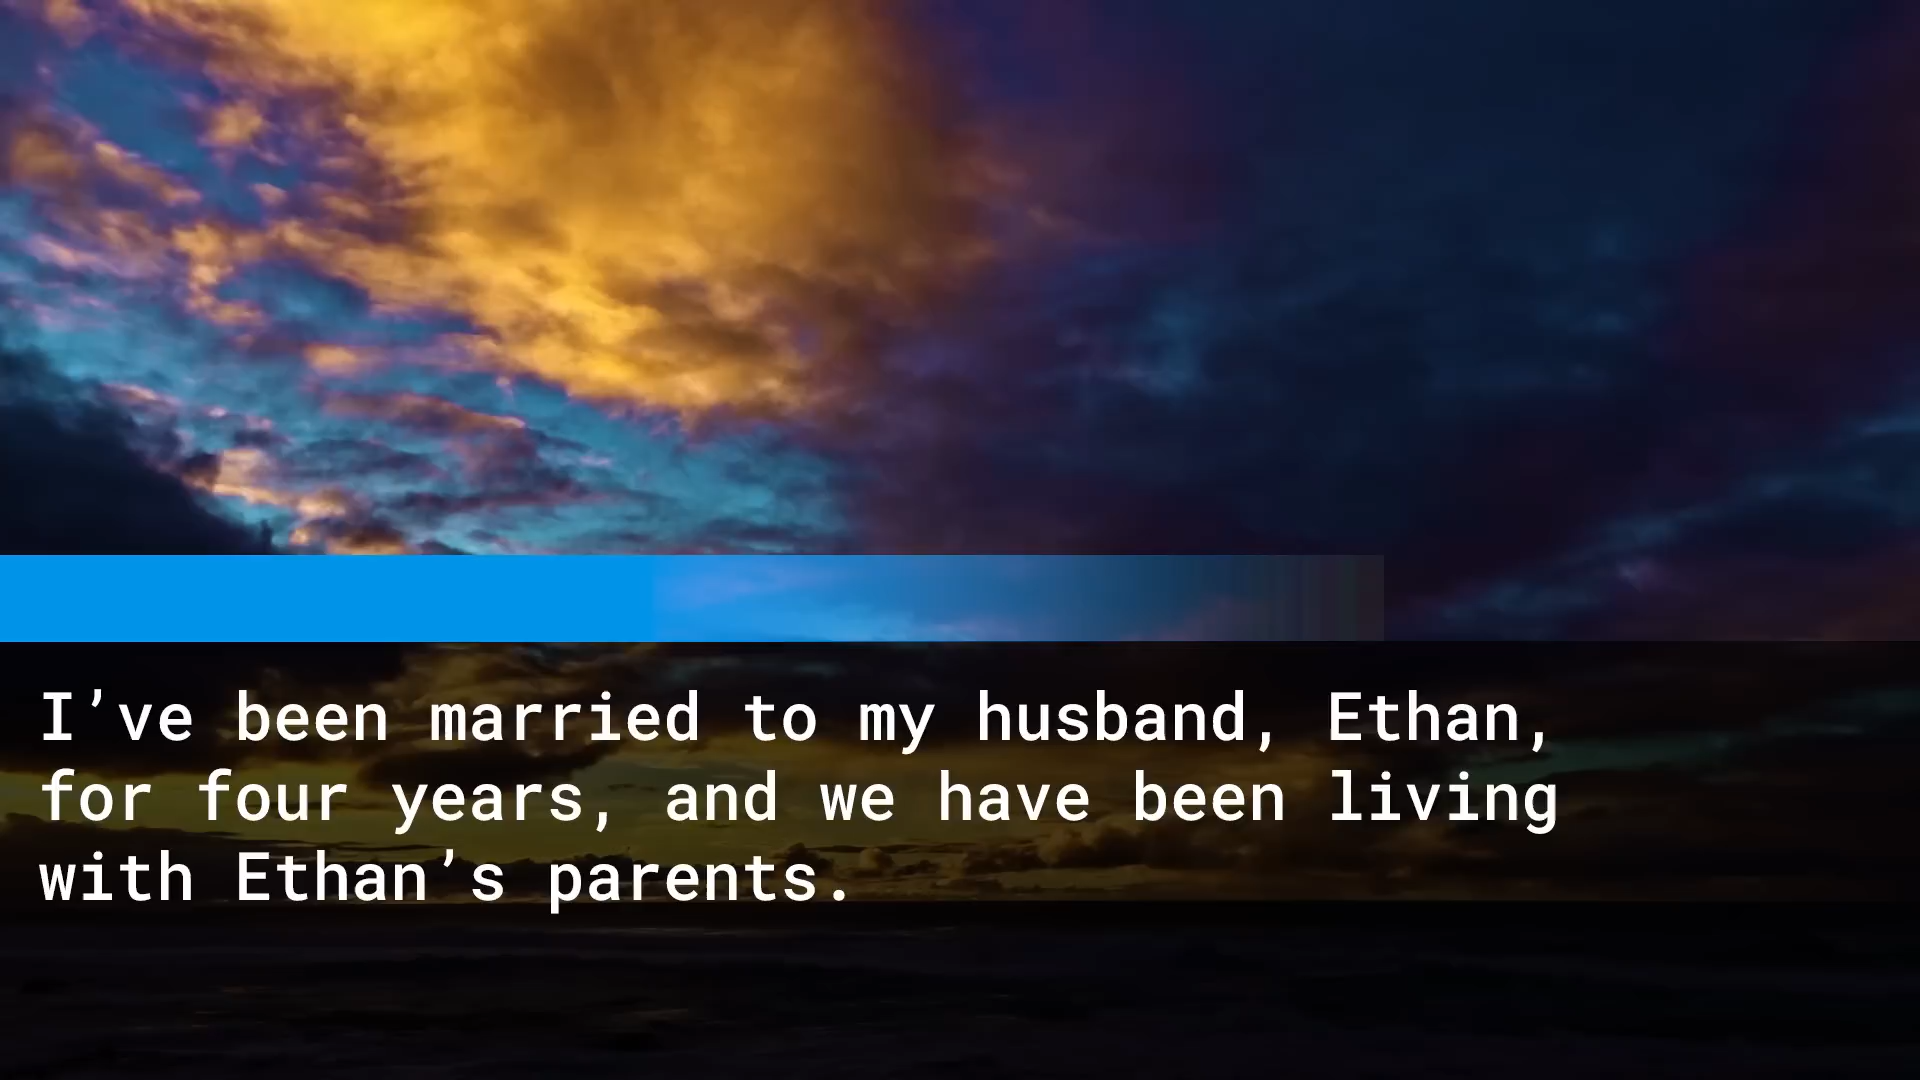 I’ve been married to my husband, Ethan,
for four years, and we have been living
with Ethan’s parents.